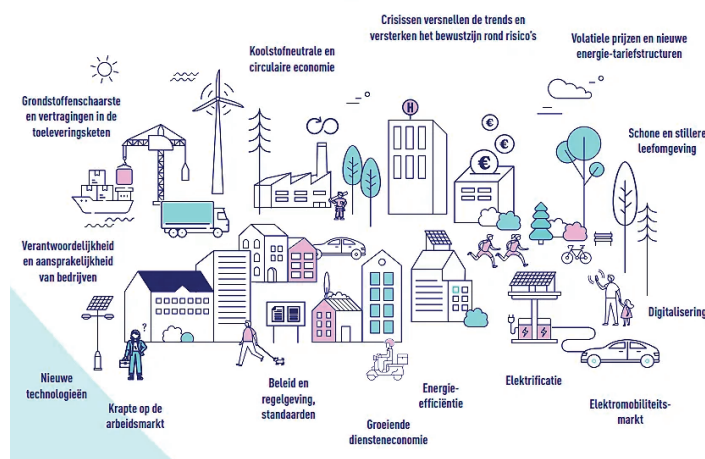 Crisissen versnellen de trends en
versterken het bewustzijn rond risico's
Volatiele prijzen en nieuwe
energie-tariefstructuren
Koolstofneutrale en
circulaire economie
Grondstoffenschaarste
en vertragingen in de
toeleveringsketen
H
€
€
€
Schone en stillere
leefomgeving
Verantwoordelijkheid
en aansprakelijkheid
van bedrijven
Digitalisering
?
Nieuwe
technologieën
Krapte op de
arbeidsmarkt
Beleid en
regelgeving,
standaarden
Groeiende
diensteneconomie
Energie-
efficiëntie
Elektrificatie
Elektromobiliteits-
markt